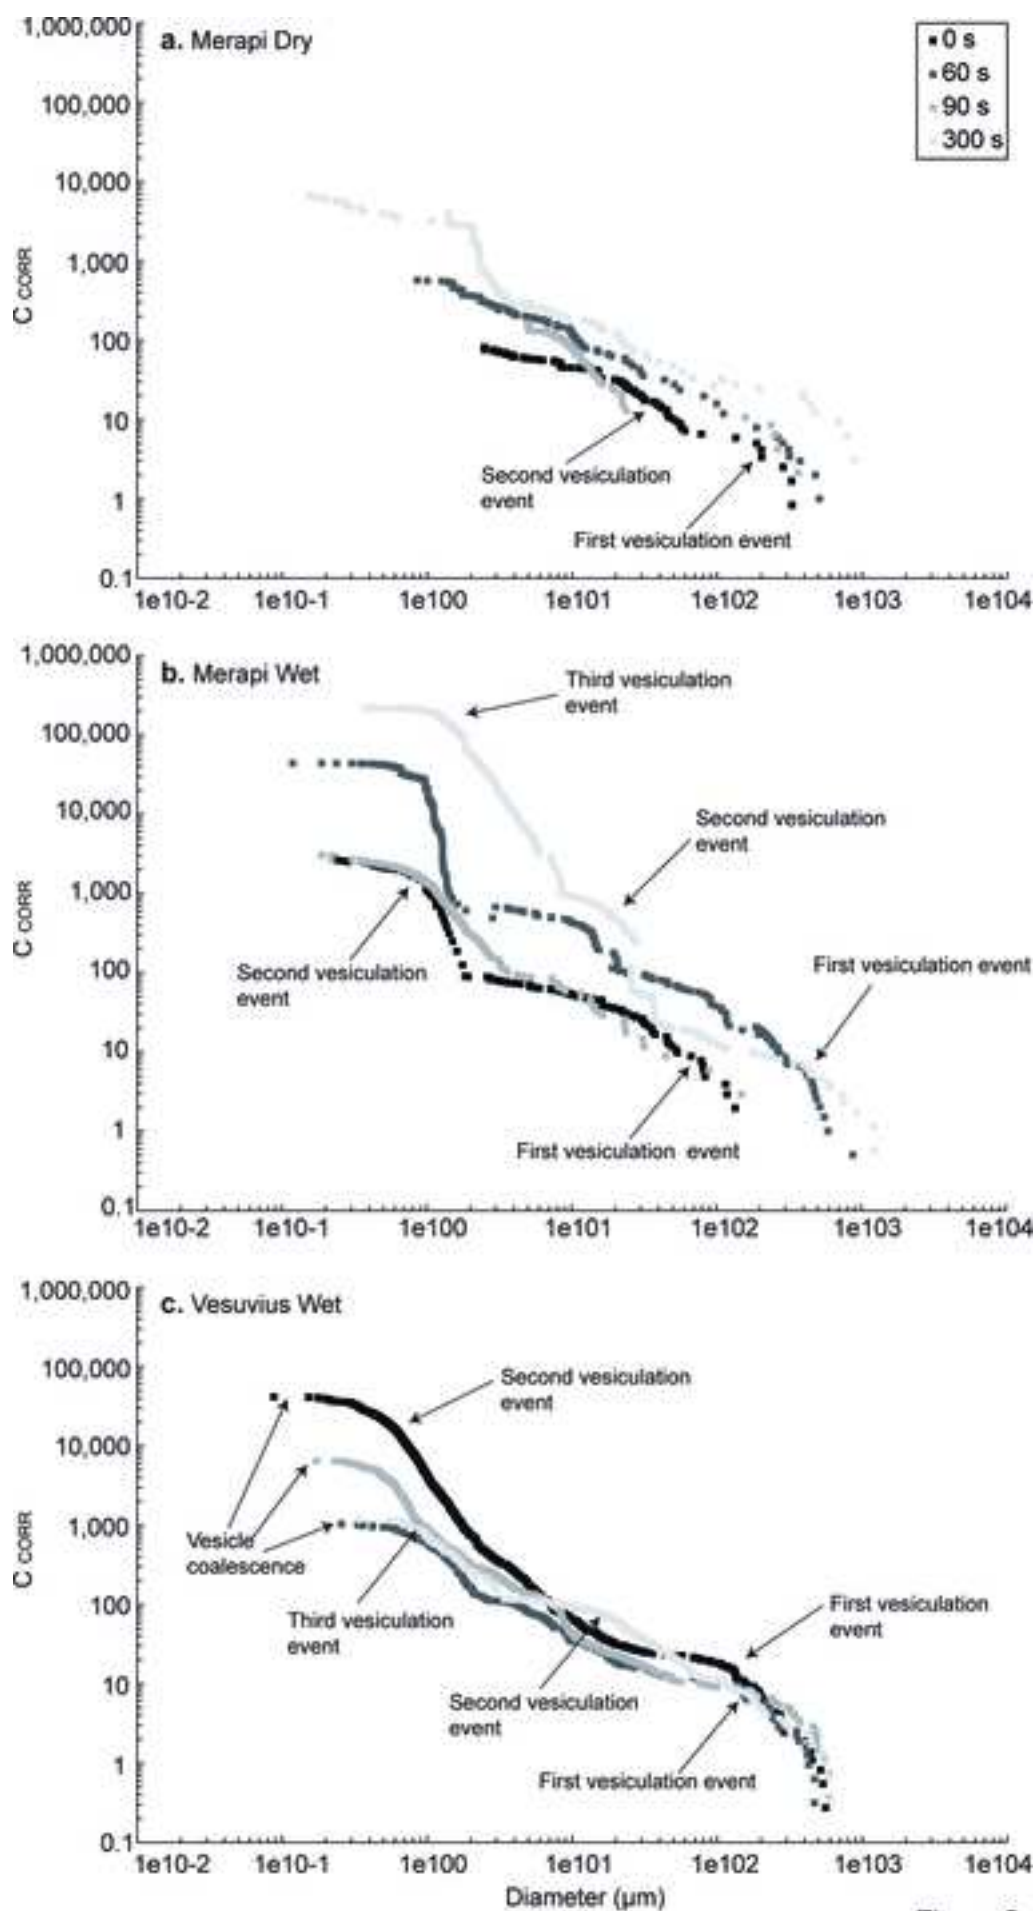 1,000,000
a. Merapi Dry
0 s
60 s
90 s
300 s
100,000
10,000
1,000
100
10
1
0.1
C CORR
Second vesiculation
event
First vesiculation event
1e10-2 1e10-1 1e100 1e101 1e102 1e103 1e104
1,000,000
b. Merapi Wet
100,000
10,000
1,000
100
10
1
0.1
C CORR
Third vesiculation
event
Second vesiculation
event
Second vesiculation
event
First vesiculation event
First vesiculation event
1e10-2 1e10-1 1e100 1e101 1e102 1e103 1e104
1,000,000
c. Vesuvius Wet
100,000
10,000
1,000
100
10
1
0.1
C CORR
Second vesiculation
event
Vesicle
coalescence
Third vesiculation
event
First vesiculation
event
Second vesiculation
event
First vesiculation event
1e10-2 1e10-1 1e100 1e101 1e102 1e103 1e104
Diameter (µm)